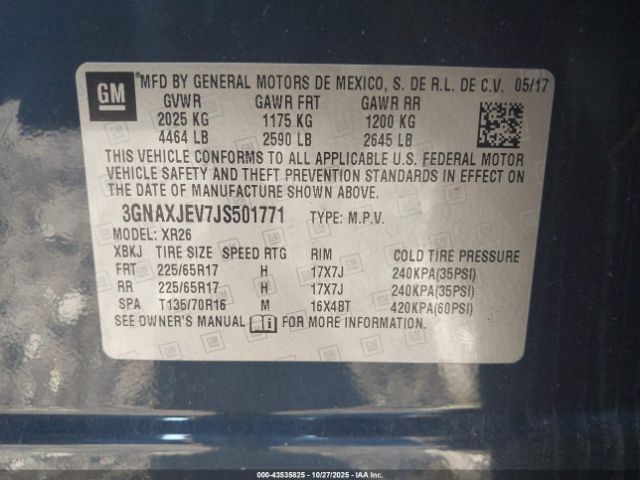 GM
MFD BY GENERAL MOTORS DE MEXICO, S. DE R.L. DE C.V. 05/17
GVWR GAWR FRT GAWR RR
2025 KG 1175 KG 1200 KG
4464 LB 2590 LB 2645 LB
THIS VEHICLE CONFORMS TO ALL APPLICABLE U.S. FEDERAL MOTOR
VEHICLE SAFETY AND THEFT PREVENTION STANDARDS IN EFFECT ON
THE DATE OF MANUFACTURE SHOWN ABOVE.
3GNAXJEV7JS501771 TYPE: M.P.V.
MODEL: XR26
XBKJ TIRE SIZE SPEED RTG RIM COLD TIRE PRESSURE
FRT 225/65R17 H 17X7J 240KPA(35PSI)
RR 225/65R17 H 17X7J 240KPA(35PSI)
SPA T135/70R16 M 16X4BT 420KPA(60PSI)
SEE OWNER'S MANUAL FOR MORE INFORMATION.
000-43535825 - 10/27/2025 - IAA, Inc.